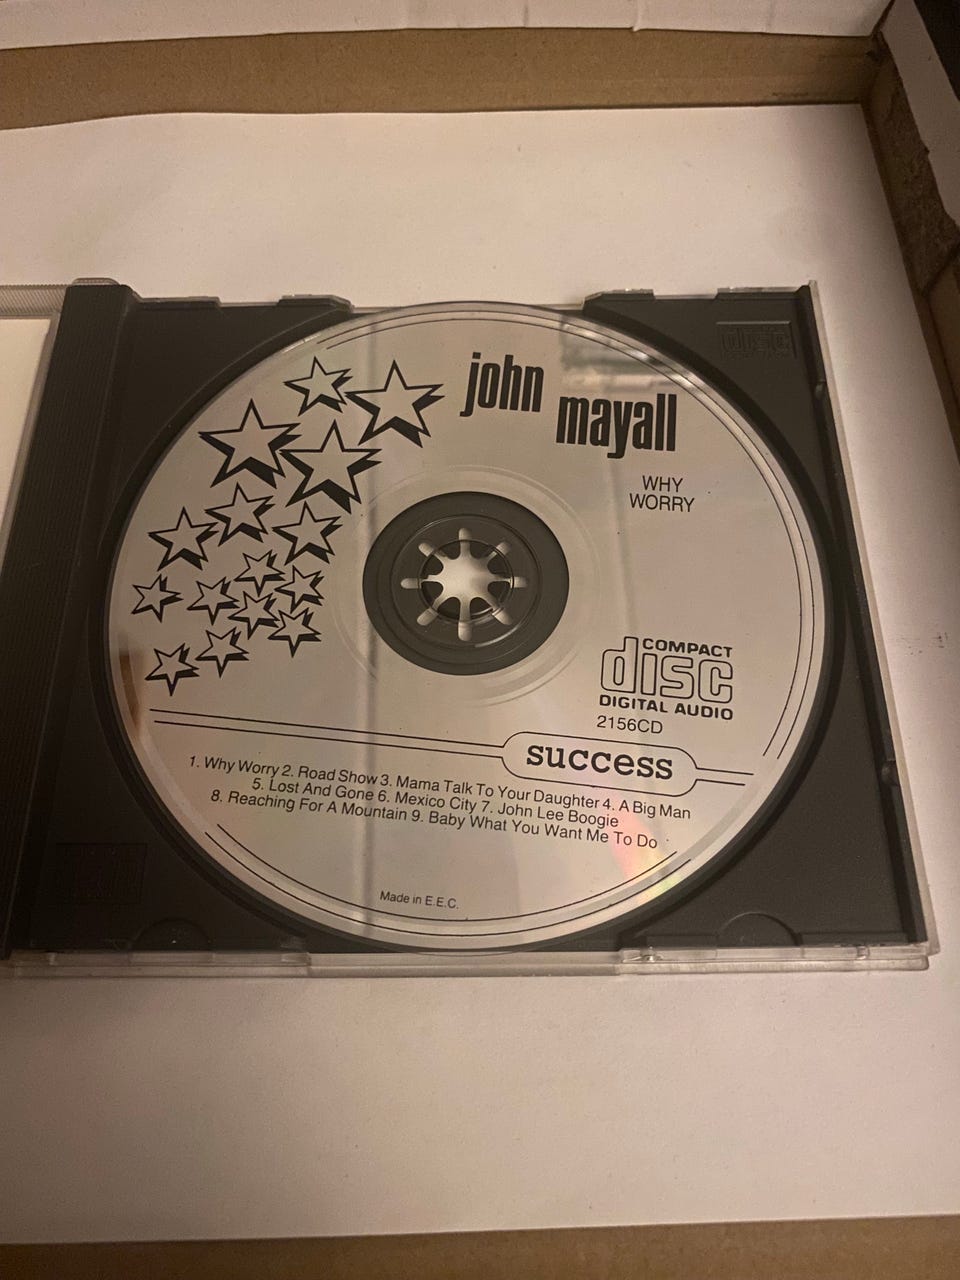 john
mayall
WHY
WORRY
COMPACT
disc
DIGITAL AUDIO
2156CD
success
1. Why Worry 2. Road Show 3. Mama Talk To Your Daughter 4. A Big Man
5. Lost And Gone 6. Mexico City 7. John Lee Boogie
8. Reaching For A Mountain 9. Baby What You Want Me To Do
Made in E.E.C.
disc